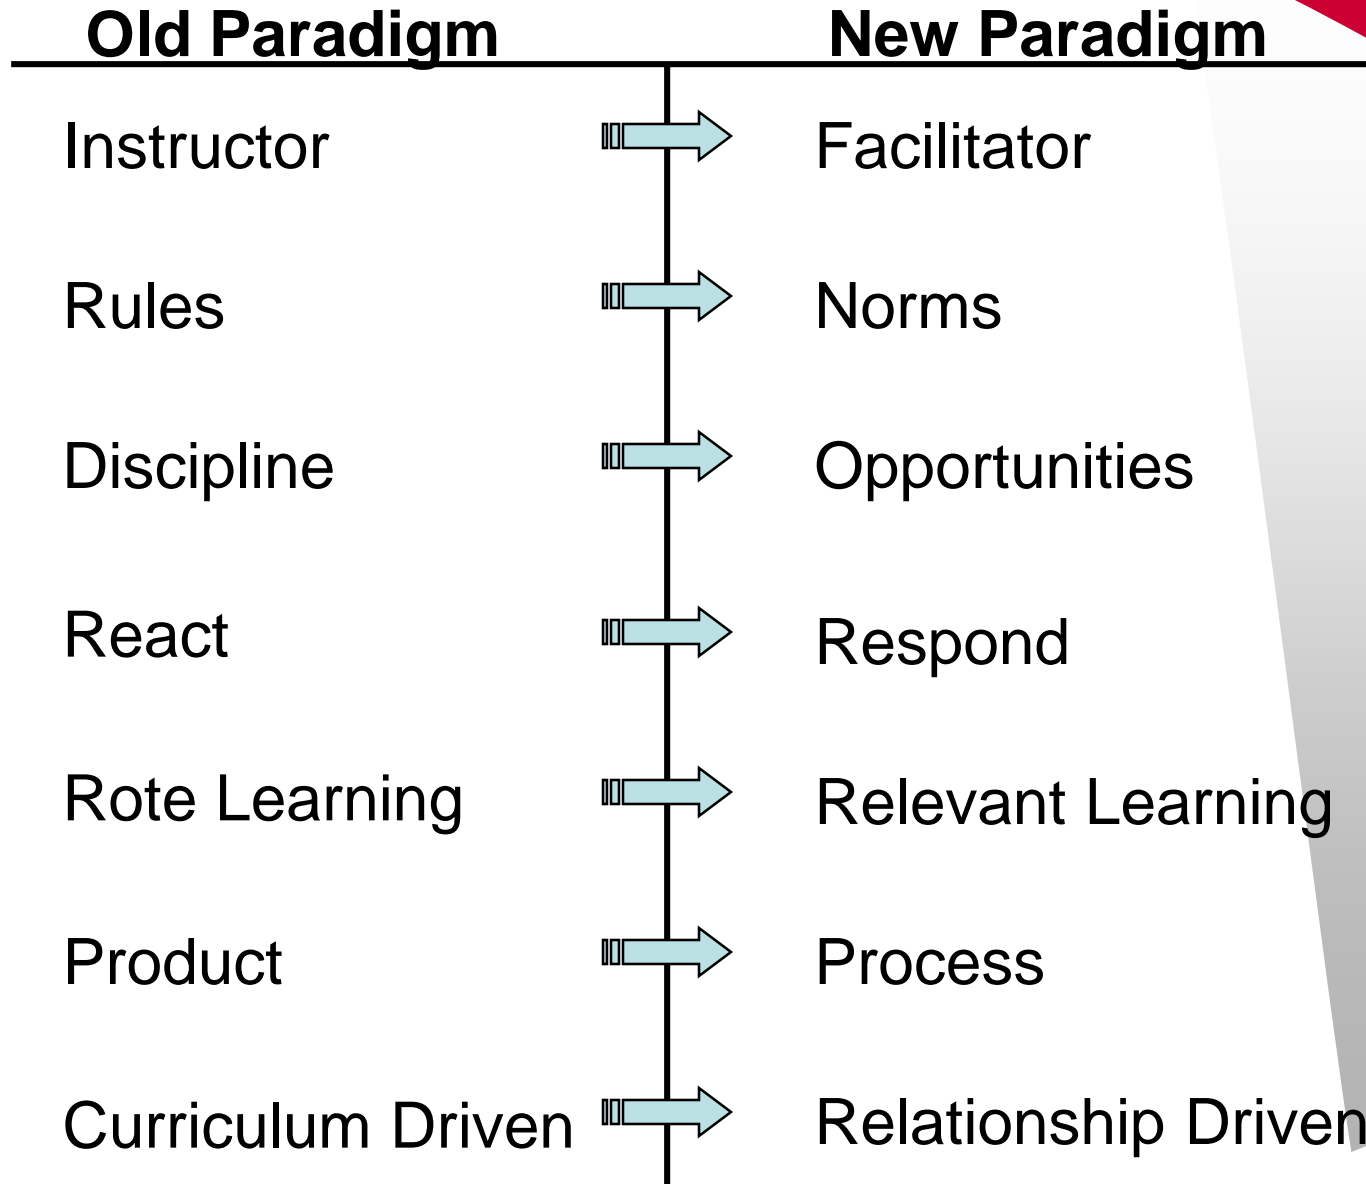 Old Paradigm New Paradigm
Instructor Facilitator
Rules Norms
Discipline Opportunities
React Respond
Rote Learning Relevant Learning
Product Process
Curriculum Driven Relationship Driven